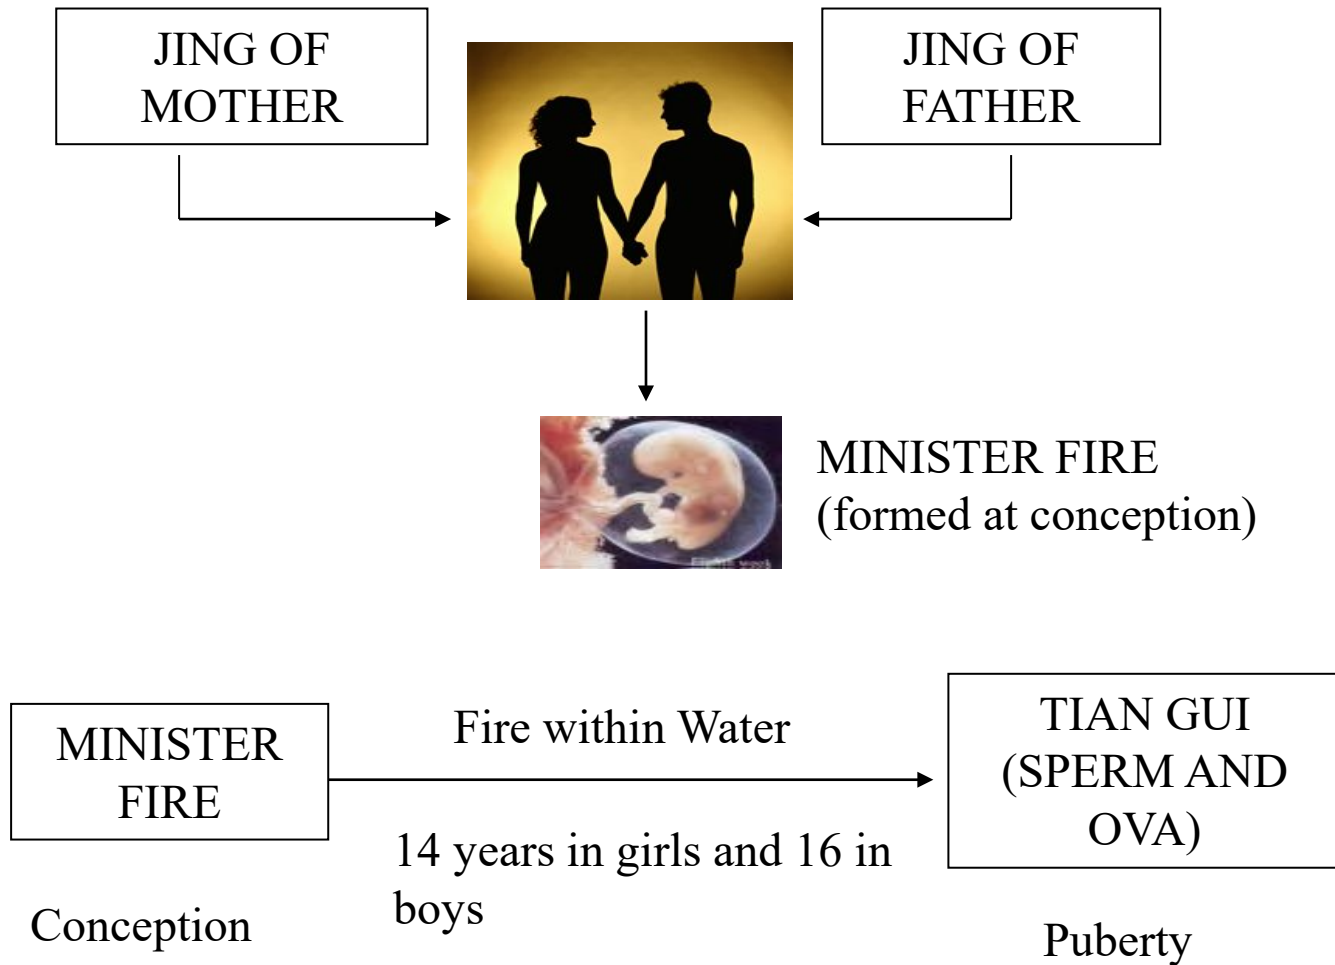 JING OF
MOTHER
JING OF
FATHER
MINISTER FIRE
(formed at conception)
MINISTER
FIRE
Fire within Water
14 years in girls and 16 in
boys
TIAN GUI
(SPERM AND
OVA)
Conception
Puberty